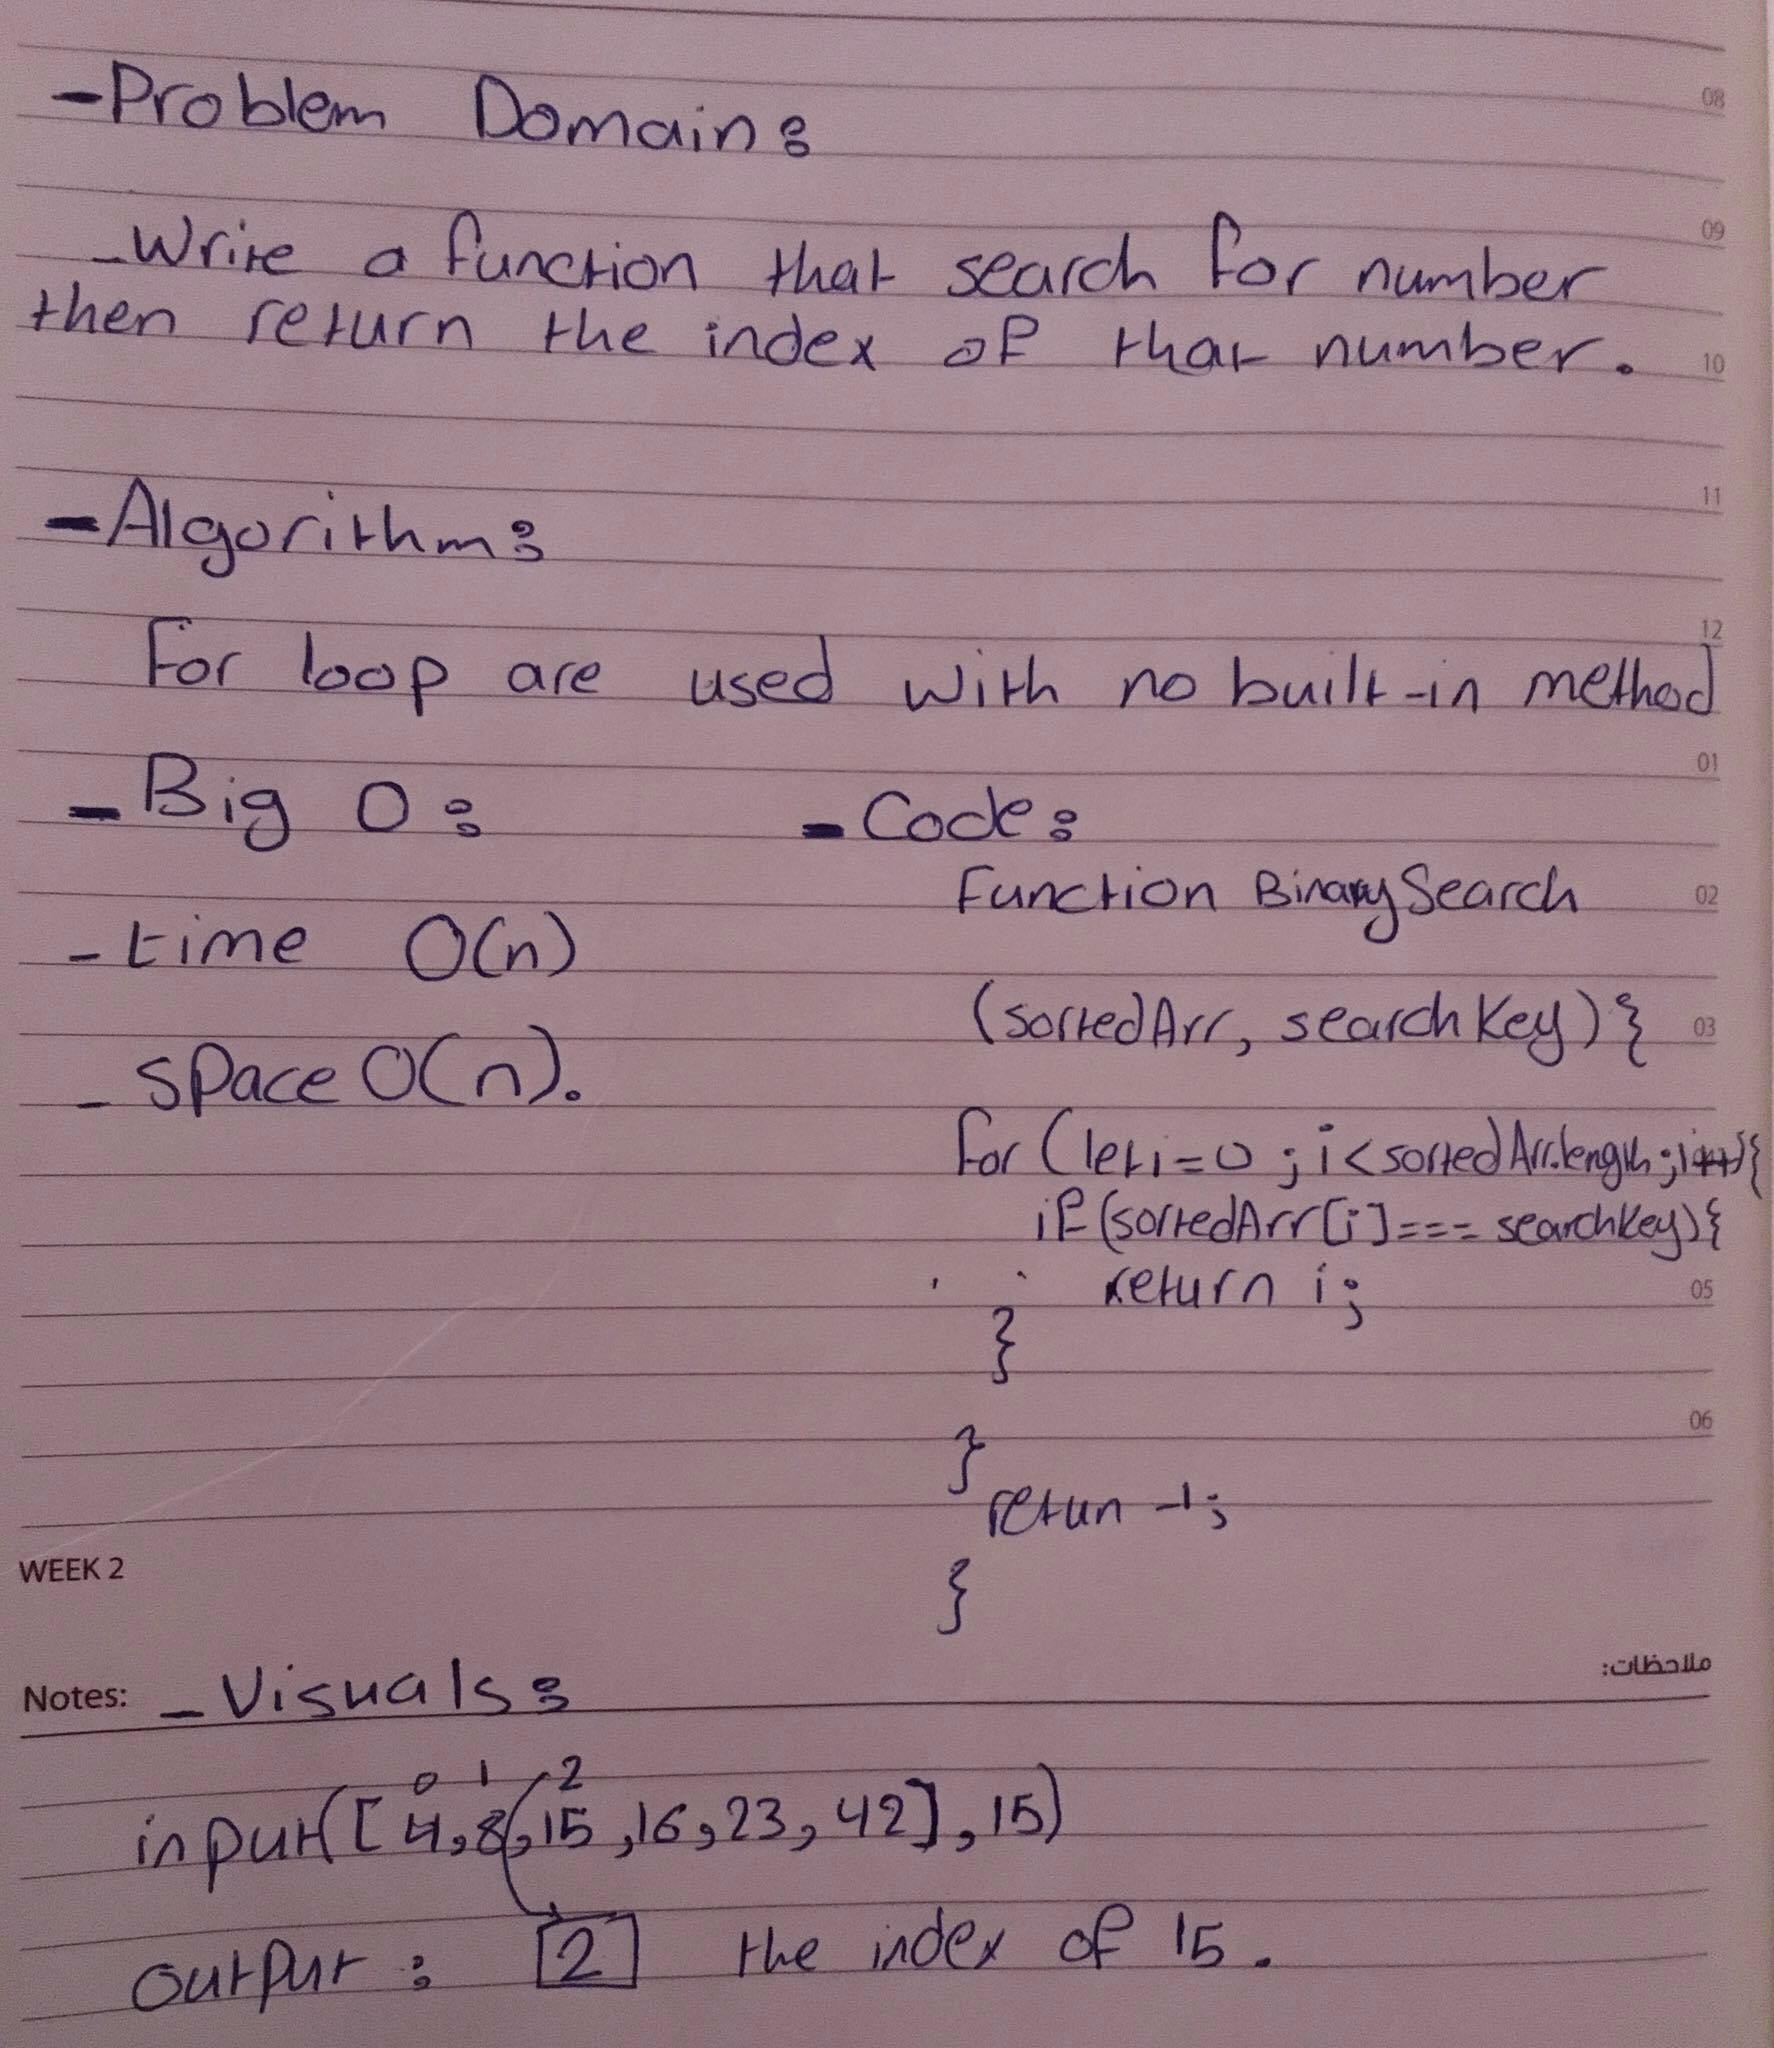 -Problem Domain:
08
-Write a function that search for number
09
then return the index of that number.
10
-Algorithm:
11
For loop are used with no built-in method
12
-Big O:
01
-time O(n)
-space O(n).
-Code:
Function BinarySearch
02
(sortedArr, searchKey){
03
for (let i=0; i<sortedArr.length; i++){
if (sortedArr[i]=== searchkey){
return i;
05
}
}
06
retun -1;
}
WEEK 2
Notes: -Visuals:
ملاحظات:
0 1 2
input([4,8,15,16,23,42],15)
output: 2 the index of 15.